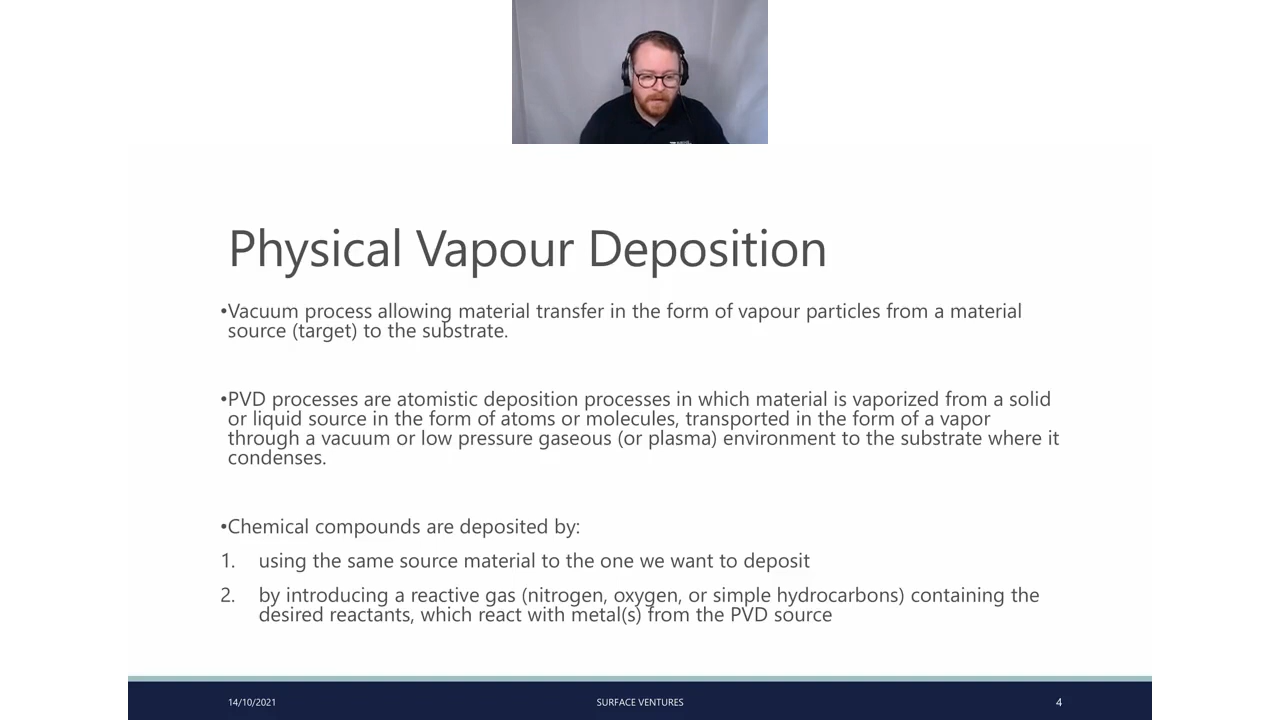 Physical Vapour Deposition
•Vacuum process allowing material transfer in the form of vapour particles from a material
source (target) to the substrate.
•PVD processes are atomistic deposition processes in which material is vaporized from a solid
or liquid source in the form of atoms or molecules, transported in the form of a vapor
through a vacuum or low pressure gaseous (or plasma) environment to the substrate where it
condenses.
•Chemical compounds are deposited by:
1. using the same source material to the one we want to deposit
2. by introducing a reactive gas (nitrogen, oxygen, or simple hydrocarbons) containing the
desired reactants, which react with metal(s) from the PVD source
14/10/2021
SURFACE VENTURES
4